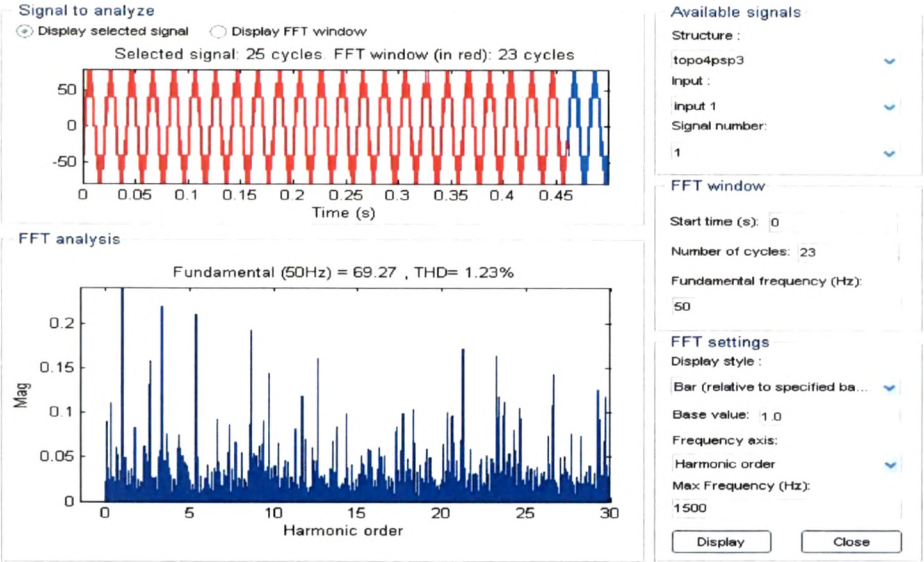 Signal to analyze
Display selected signal Display FFT window
Selected signal: 25 cycles. FFT window (in red): 23 cycles
50
0
-50
0 0.05 0.1 0.15 0.2 0.25 0.3 0.35 0.4 0.45
Time (s)
FFT analysis
Fundamental (50Hz) = 69.27 , THD= 1.23%
0.2
0.15
0.1
0.05
0
Mag
0 5 10 15 20 25 30
Harmonic order
Available signals
Structure :
topo4psp3
Input :
input 1
Signal number:
1
FFT window
Start time (s): 0
Number of cycles: 23
Fundamental frequency (Hz):
50
FFT settings
Display style :
Bar (relative to specified ba...
Base value: 1.0
Frequency axis:
Harmonic order
Max Frequency (Hz):
1500
Display Close